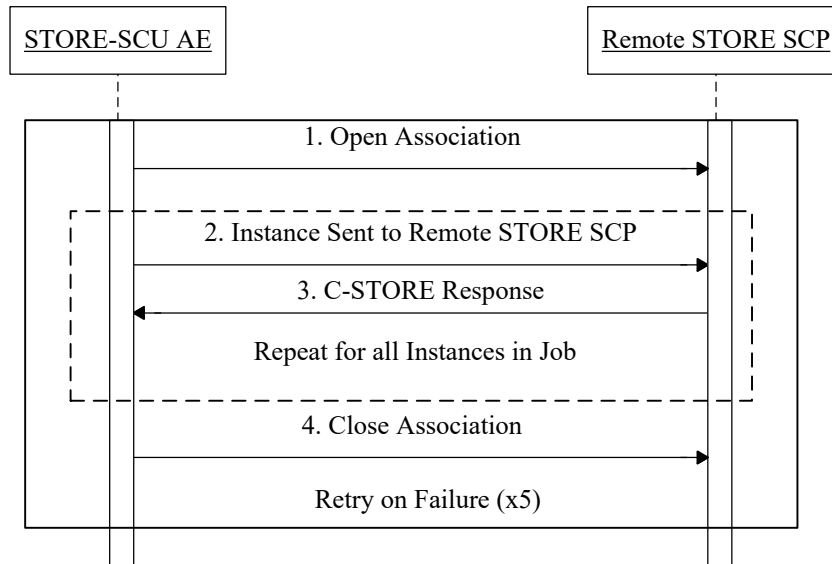 STORE-SCU AE
Remote STORE SCP
1. Open Association
2. Instance Sent to Remote STORE SCP
3. C-STORE Response
Repeat for all Instances in Job
4. Close Association
Retry on Failure (x5)